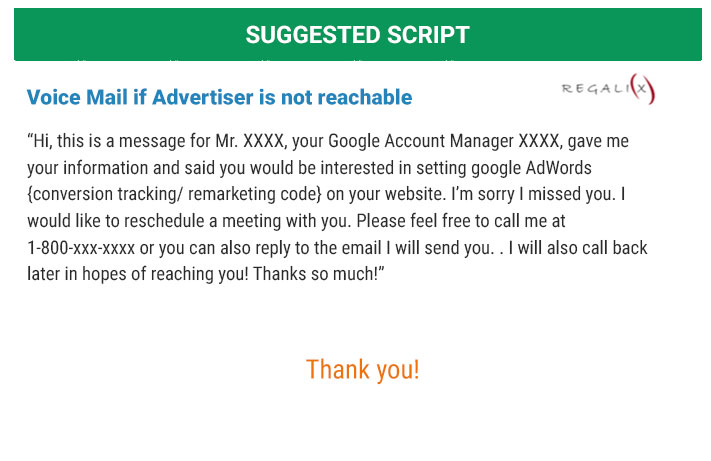 SUGGESTED SCRIPT
REGALI(X)
Voice Mail if Advertiser is not reachable
“Hi, this is a message for Mr. XXXX, your Google Account Manager XXXX, gave me
your information and said you would be interested in setting google AdWords
{conversion tracking/ remarketing code} on your website. I’m sorry I missed you. I
would like to reschedule a meeting with you. Please feel free to call me at
1-800-xxx-xxxx or you can also reply to the email I will send you. . I will also call back
later in hopes of reaching you! Thanks so much!”
Thank you!